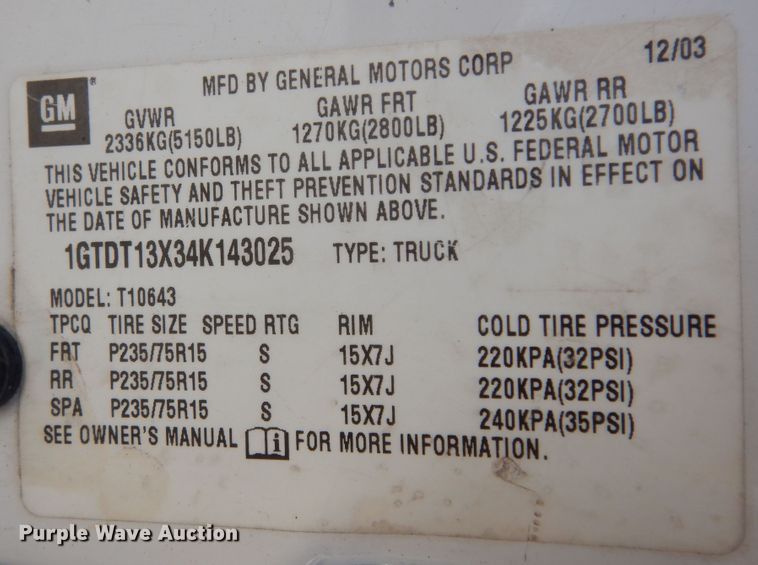 12/03
GM
MFD BY GENERAL MOTORS CORP
GVWR GAWR FRT GAWR RR
2336KG(5150LB) 1270KG(2800LB) 1225KG(2700LB)
THIS VEHICLE CONFORMS TO ALL APPLICABLE U.S. FEDERAL MOTOR
VEHICLE SAFETY AND THEFT PREVENTION STANDARDS IN EFFECT ON
THE DATE OF MANUFACTURE SHOWN ABOVE.
1GTDT13X34K143025 TYPE: TRUCK
MODEL: T10643
TPCQ TIRE SIZE SPEED RTG RIM COLD TIRE PRESSURE
FRT P235/75R15 S 15X7J 220KPA(32PSI)
RR P235/75R15 S 15X7J 220KPA(32PSI)
SPA P235/75R15 S 15X7J 240KPA(35PSI)
SEE OWNER'S MANUAL i FOR MORE INFORMATION.
Purple Wave Auction